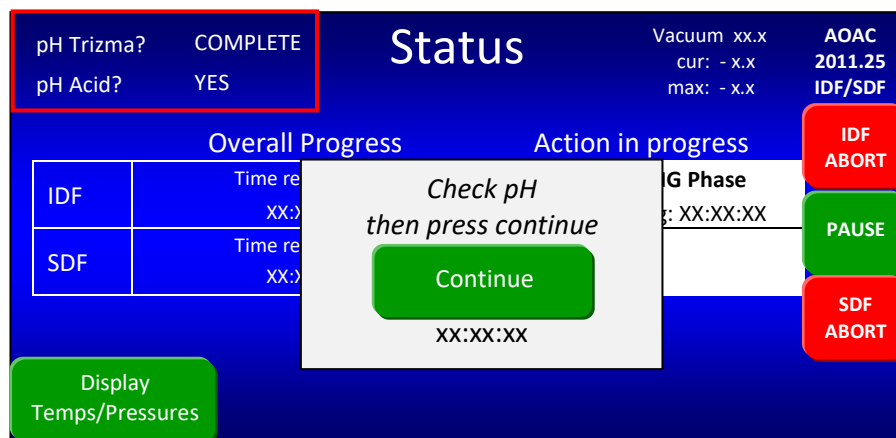 pH Trizma? COMPLETE
pH Acid? YES
Status
Vacuum xx.x
cur: - x.x
max: - x.x
AOAC
2011.25
IDF/SDF
Overall Progress Action in progress
IDF
ABORT
IDF
Time re
XX:X
IG Phase
g: XX:XX:XX
Check pH
then press continue
Continue
xx:xx:xx
PAUSE
SDF
Time re
XX:X
SDF
ABORT
Display
Temps/Pressures